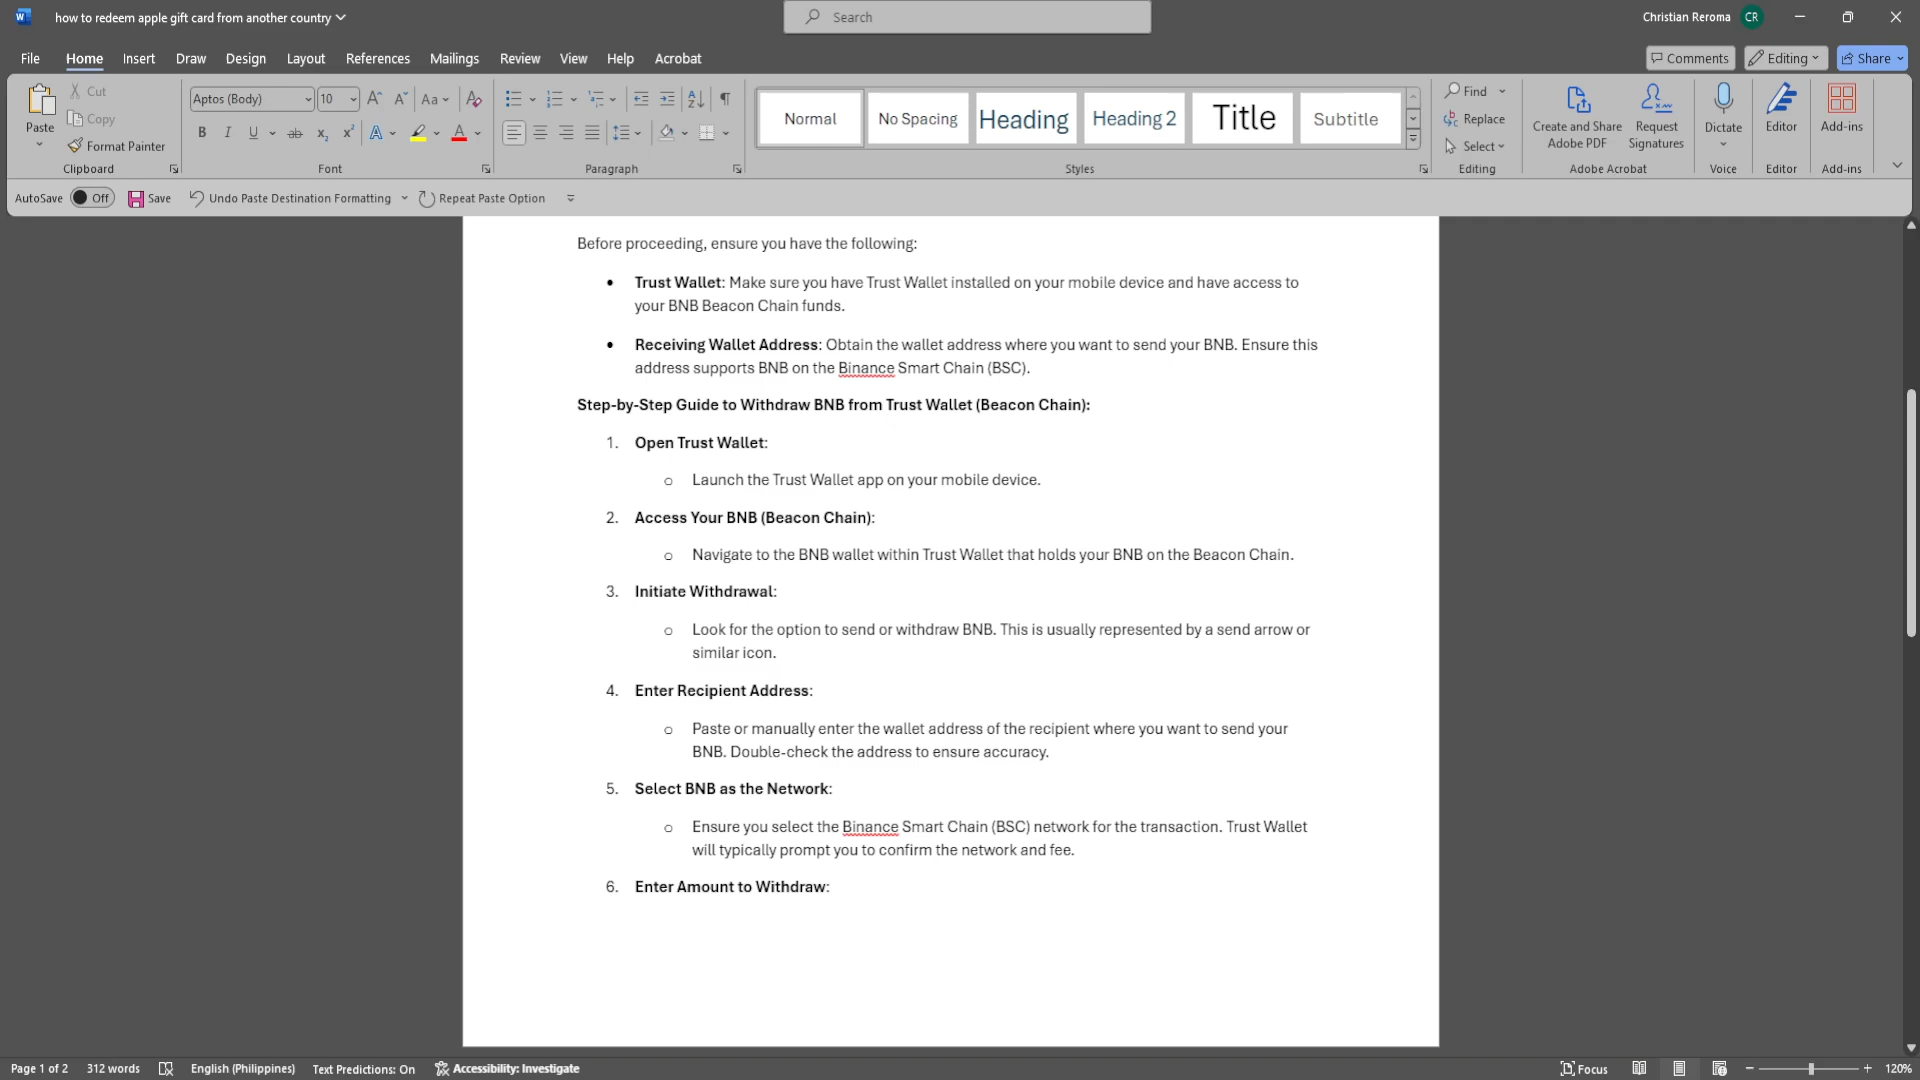 how to redeem apple gift card from another country
Search
Christian Reroma
CR
File
Home
Insert
Draw
Design
Layout
References
Mailings
Review
View
Help
Acrobat
Comments
Editing
Share
Paste
Cut
Copy
Format Painter
Clipboard
Aptos (Body)
10
Font
Paragraph
Normal
No Spacing
Heading
Heading 2
Title
Subtitle
Styles
Find
Replace
Select
Editing
Create and Share
Adobe PDF
Request
Signatures
Adobe Acrobat
Dictate
Voice
Editor
Editor
Add-ins
Add-ins
AutoSave
Off
Save
Undo Paste Destination Formatting
Repeat Paste Option
Before proceeding, ensure you have the following:
• Trust Wallet: Make sure you have Trust Wallet installed on your mobile device and have access to
your BNB Beacon Chain funds.
• Receiving Wallet Address: Obtain the wallet address where you want to send your BNB. Ensure this
address supports BNB on the Binance Smart Chain (BSC).
Step-by-Step Guide to Withdraw BNB from Trust Wallet (Beacon Chain):
1. Open Trust Wallet:
o Launch the Trust Wallet app on your mobile device.
2. Access Your BNB (Beacon Chain):
o Navigate to the BNB wallet within Trust Wallet that holds your BNB on the Beacon Chain.
3. Initiate Withdrawal:
o Look for the option to send or withdraw BNB. This is usually represented by a send arrow or
similar icon.
4. Enter Recipient Address:
o Paste or manually enter the wallet address of the recipient where you want to send your
BNB. Double-check the address to ensure accuracy.
5. Select BNB as the Network:
o Ensure you select the Binance Smart Chain (BSC) network for the transaction. Trust Wallet
will typically prompt you to confirm the network and fee.
6. Enter Amount to Withdraw:
Page 1 of 2
312 words
English (Philippines)
Text Predictions: On
Accessibility: Investigate
Focus
120%